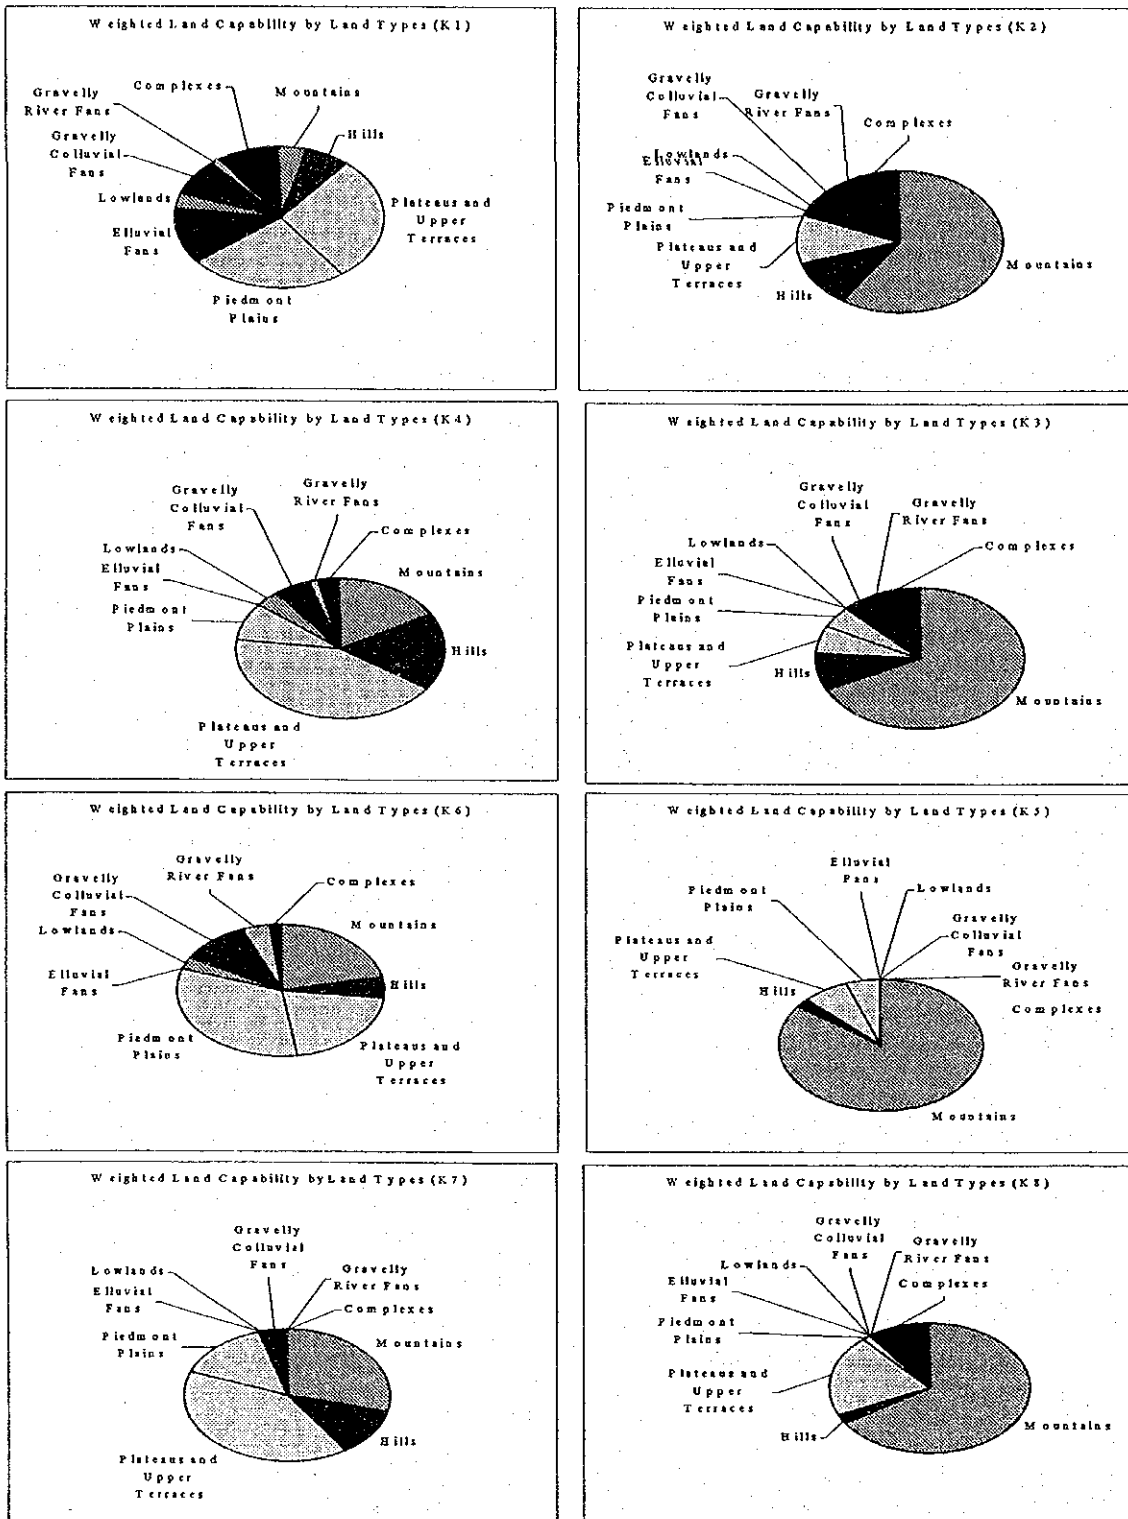 Weighted Land Capability by Land Types (K1)
Complexes
Mountains
Gravelly
River Fans
Hills
Gravelly
Colluvial
Fans
Lowlands
Plateaus and
Upper
Terraces
Elluvial
Fans
Piedmont
Plains
Weighted Land Capability by Land Types (K2)
Gravelly
Colluvial
Fans
Gravelly
River Fans
Complexes
Lowlands
Elluvial
Fans
Piedmont
Plains
Plateaus and
Upper
Terraces
Hills
Mountains
Weighted Land Capability by Land Types (K4)
Gravelly
Colluvial
Fans
Gravelly
River Fans
Complexes
Lowlands
Elluvial
Fans
Mountains
Piedmont
Plains
Hills
Plateaus and
Upper
Terraces
Weighted Land Capability by Land Types (K3)
Gravelly
Colluvial
Fans
Gravelly
River Fans
Lowlands
Complexes
Elluvial
Fans
Piedmont
Plains
Plateaus and
Upper
Terraces
Hills
Mountains
Weighted Land Capability by Land Types (K6)
Gravelly
River Fans
Gravelly
Colluvial
Fans
Complexes
Lowlands
Mountains
Elluvial
Fans
Hills
Piedmont
Plains
Plateaus and
Upper
Terraces
Weighted Land Capability by Land Types (K5)
Elluvial
Fans
Piedmont
Plains
Lowlands
Plateaus and
Upper
Terraces
Gravelly
Colluvial
Fans
Gravelly
River Fans
Hills
Complexes
Mountains
Weighted Land Capability by Land Types (K7)
Gravelly
Colluvial
Fans
Lowlands
Gravelly
River Fans
Elluvial
Fans
Complexes
Piedmont
Plains
Mountains
Hills
Plateaus and
Upper
Terraces
Weighted Land Capability by Land Types (K8)
Gravelly
Colluvial
Fans
Gravelly
River Fans
Lowlands
Elluvial
Fans
Complexes
Piedmont
Plains
Plateaus and
Upper
Terraces
Hills
Mountains